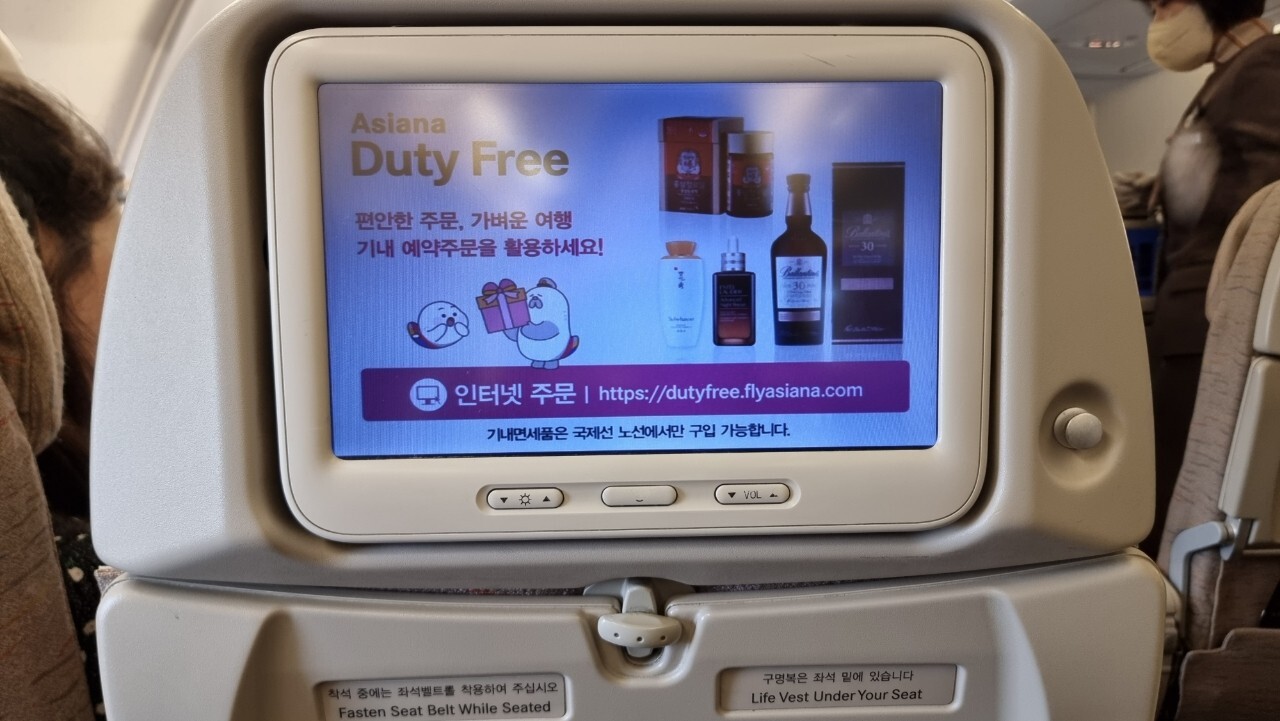 Asiana
Duty Free
편안한 주문, 가벼운 여행
기내 예약주문을 활용하세요!
Ballantine's
30
Ballantine's
30
인터넷 주문 | https://dutyfree.flyasiana.com
기내면세품은 국제선 노선에서만 구입 가능합니다.
VOL
착석 중에는 좌석벨트를 착용하여 주십시오
Fasten Seat Belt While Seated
구명복은 좌석 밑에 있습니다
Life Vest Under Your Seat